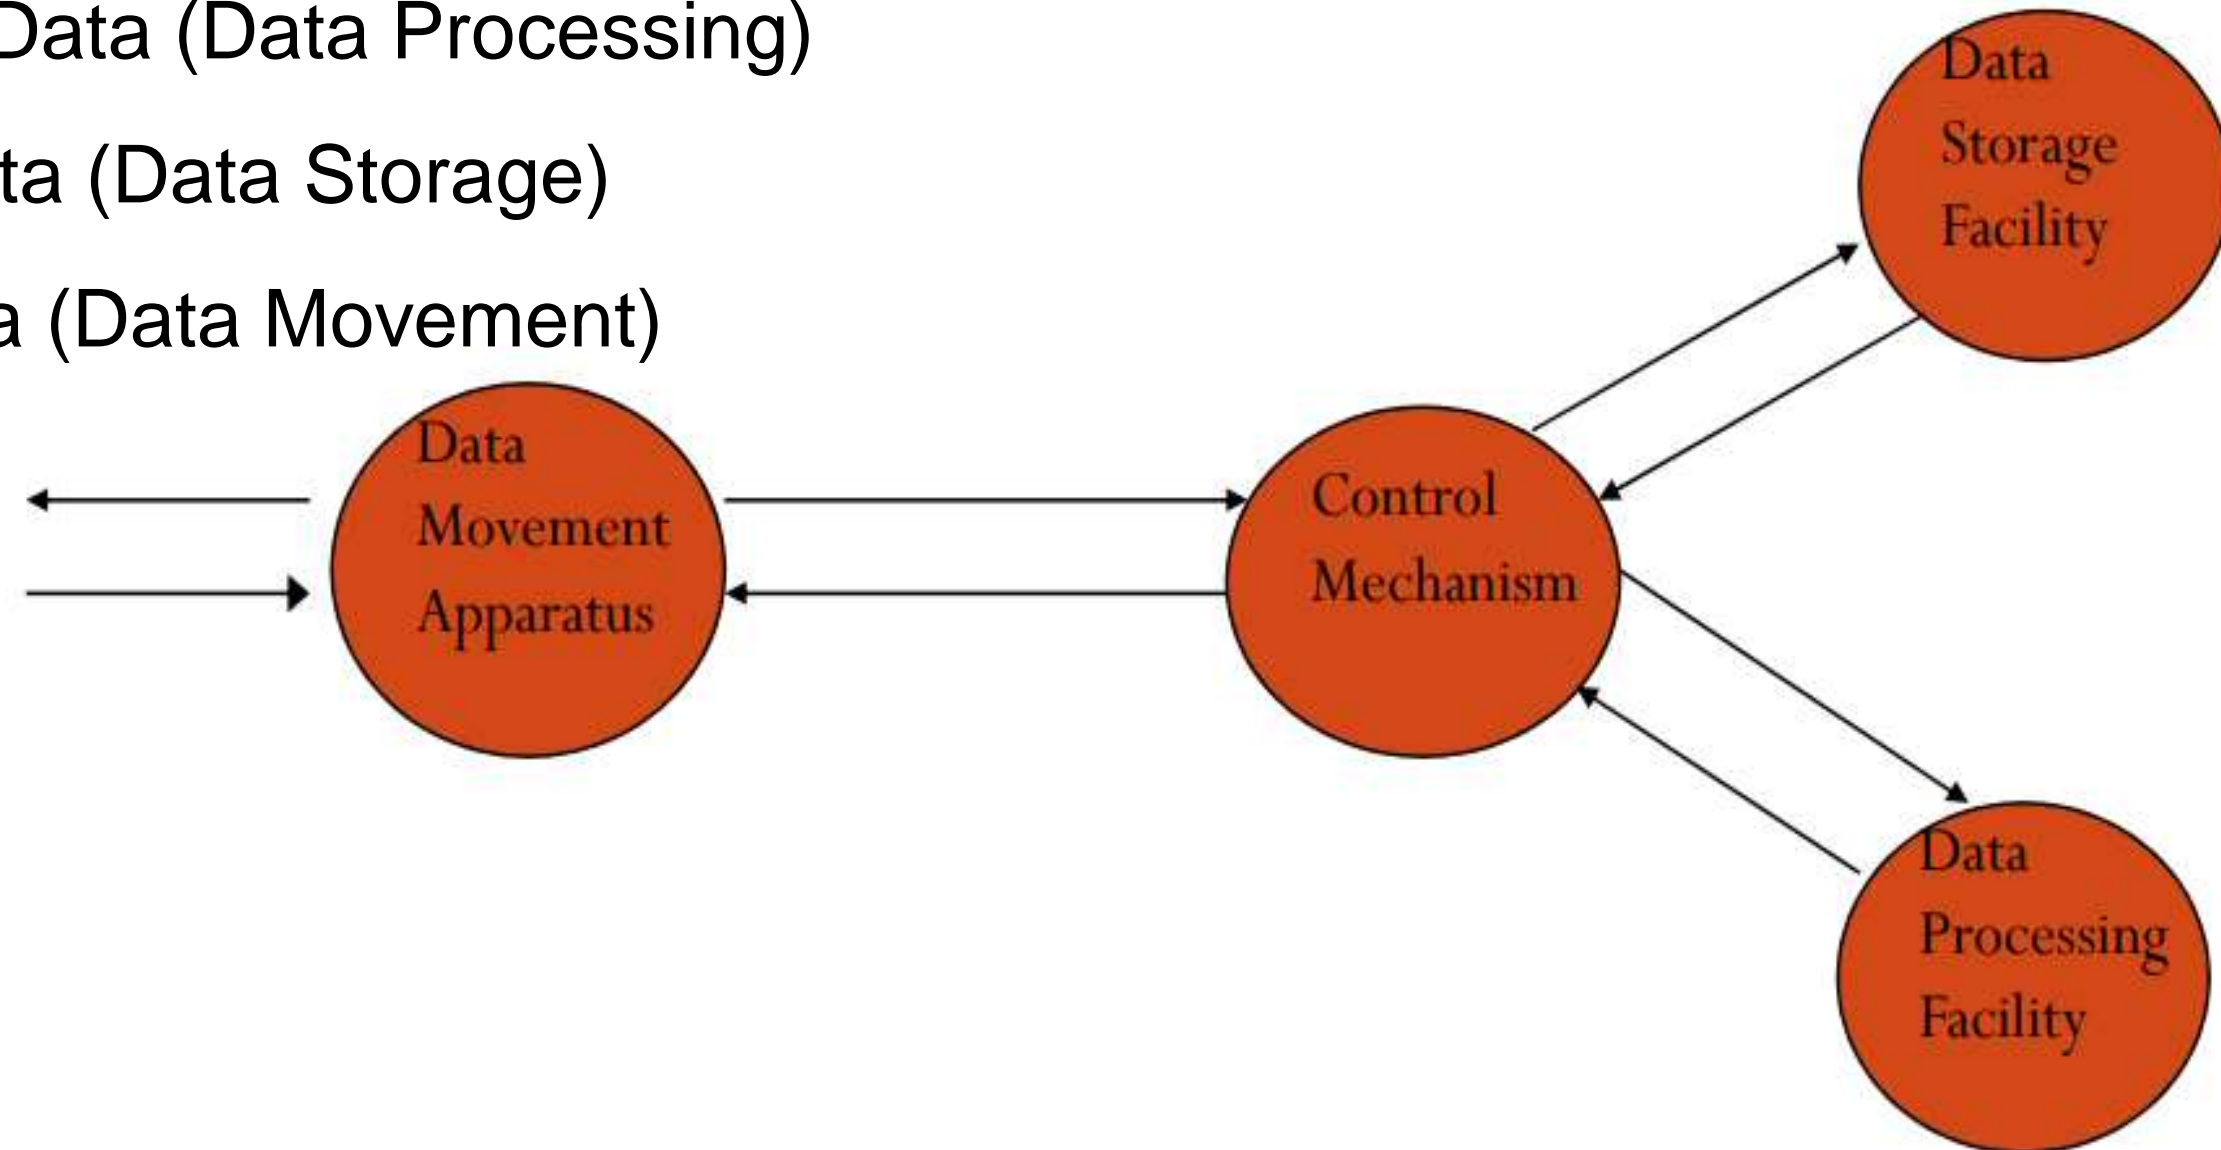 Data (Data Processing)
ta (Data Storage)
a (Data Movement)
Data
Storage
Facility
Data
Movement
Apparatus
Control
Mechanism
Data
Processing
Facility